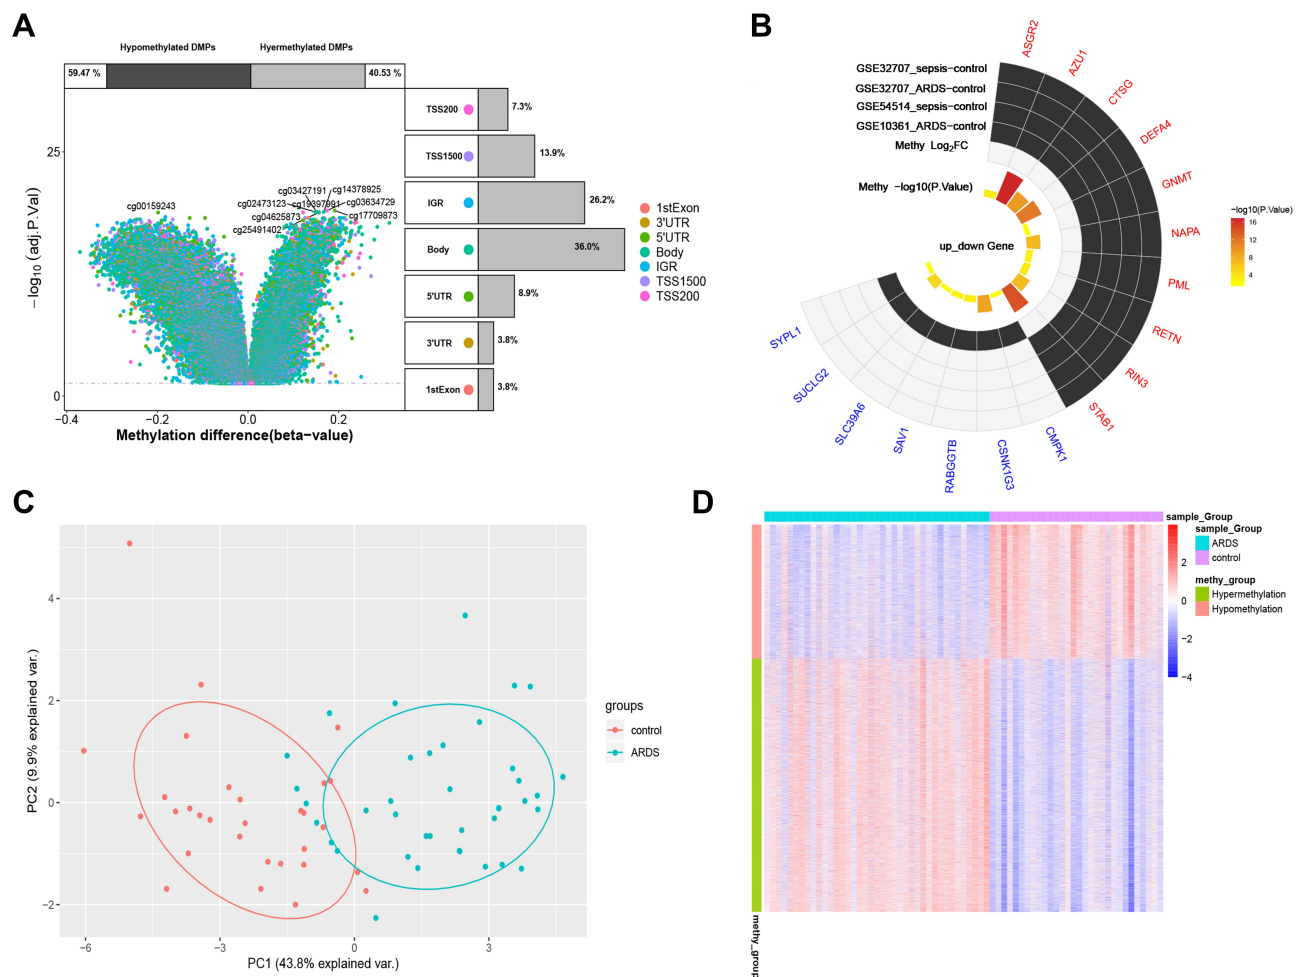 A
Hypomethylated DMPs
Hyermethylated DMPs
59.47 %
40.53 %
25
0
−log10 (adj.P.Val)
cg00159243
cg03427191
cg14378925
cg02473123
cg19397991
cg03634729
cg04625873
cg17709873
cg25491402
−0.4
−0.2
0.0
0.2
Methylation difference(beta-value)
TSS200
7.3%
TSS1500
13.9%
IGR
26.2%
Body
36.0%
5'UTR
8.9%
3'UTR
3.8%
1stExon
3.8%
1stExon
3'UTR
5'UTR
Body
IGR
TSS1500
TSS200
B
GSE32707_sepsis−control
GSE32707_ARDS−control
GSE54514_sepsis−control
GSE10361_ARDS−control
Methy Log2FC
Methy −log10(P.Value)
up_down Gene
ASGR2
AZU1
CTSG
DEFA4
GNMT
NAPA
PML
RETN
RIN3
STAB1
CMPK1
CSNK1G3
RABGGTB
SAV1
SLC39A6
SUCLG2
SYPL1
−log10(P.Value)
16
12
8
4
C
4
2
0
−2
PC2 (9.9% explained var.)
−6
−3
0
3
PC1 (43.8% explained var.)
groups
control
ARDS
D
sample_Group
2
0
−2
−4
sample_Group
ARDS
control
methy_group
Hypermethylation
Hypomethylation
methy_group